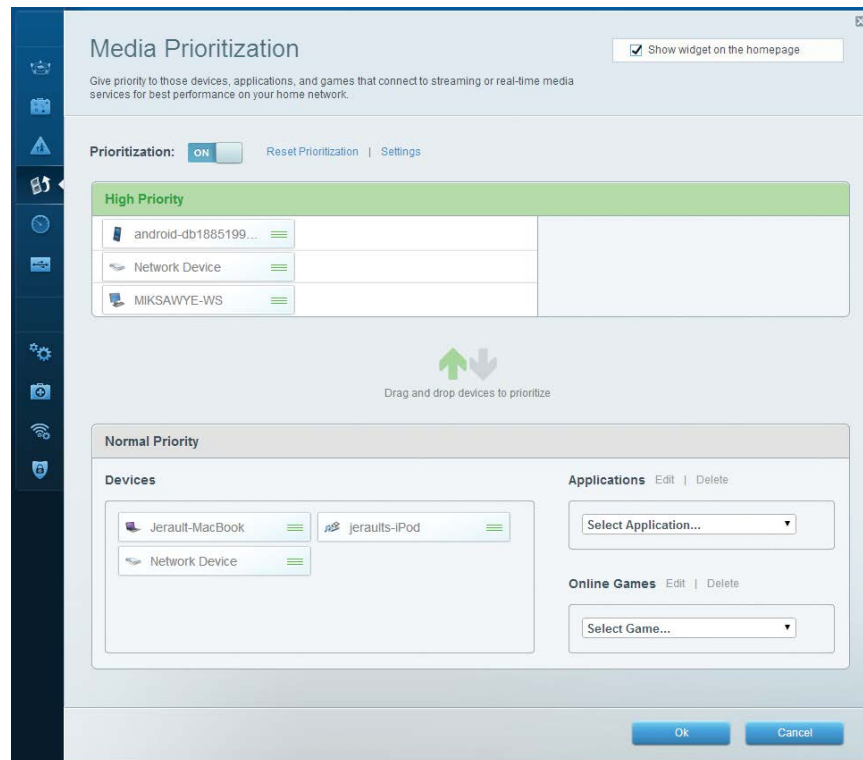 Media Prioritization
Show widget on the homepage
Give priority to those devices, applications, and games that connect to streaming or real-time media
services for best performance on your home network.
Prioritization: ON Reset Prioritization | Settings
High Priority
android-db1885199...
Network Device
MIKSAWYE-WS
Drag and drop devices to prioritize
Normal Priority
Devices
Jerault-MacBook
jeraults-iPod
Network Device
Applications Edit | Delete
Select Application...
Online Games Edit | Delete
Select Game...
Ok
Cancel